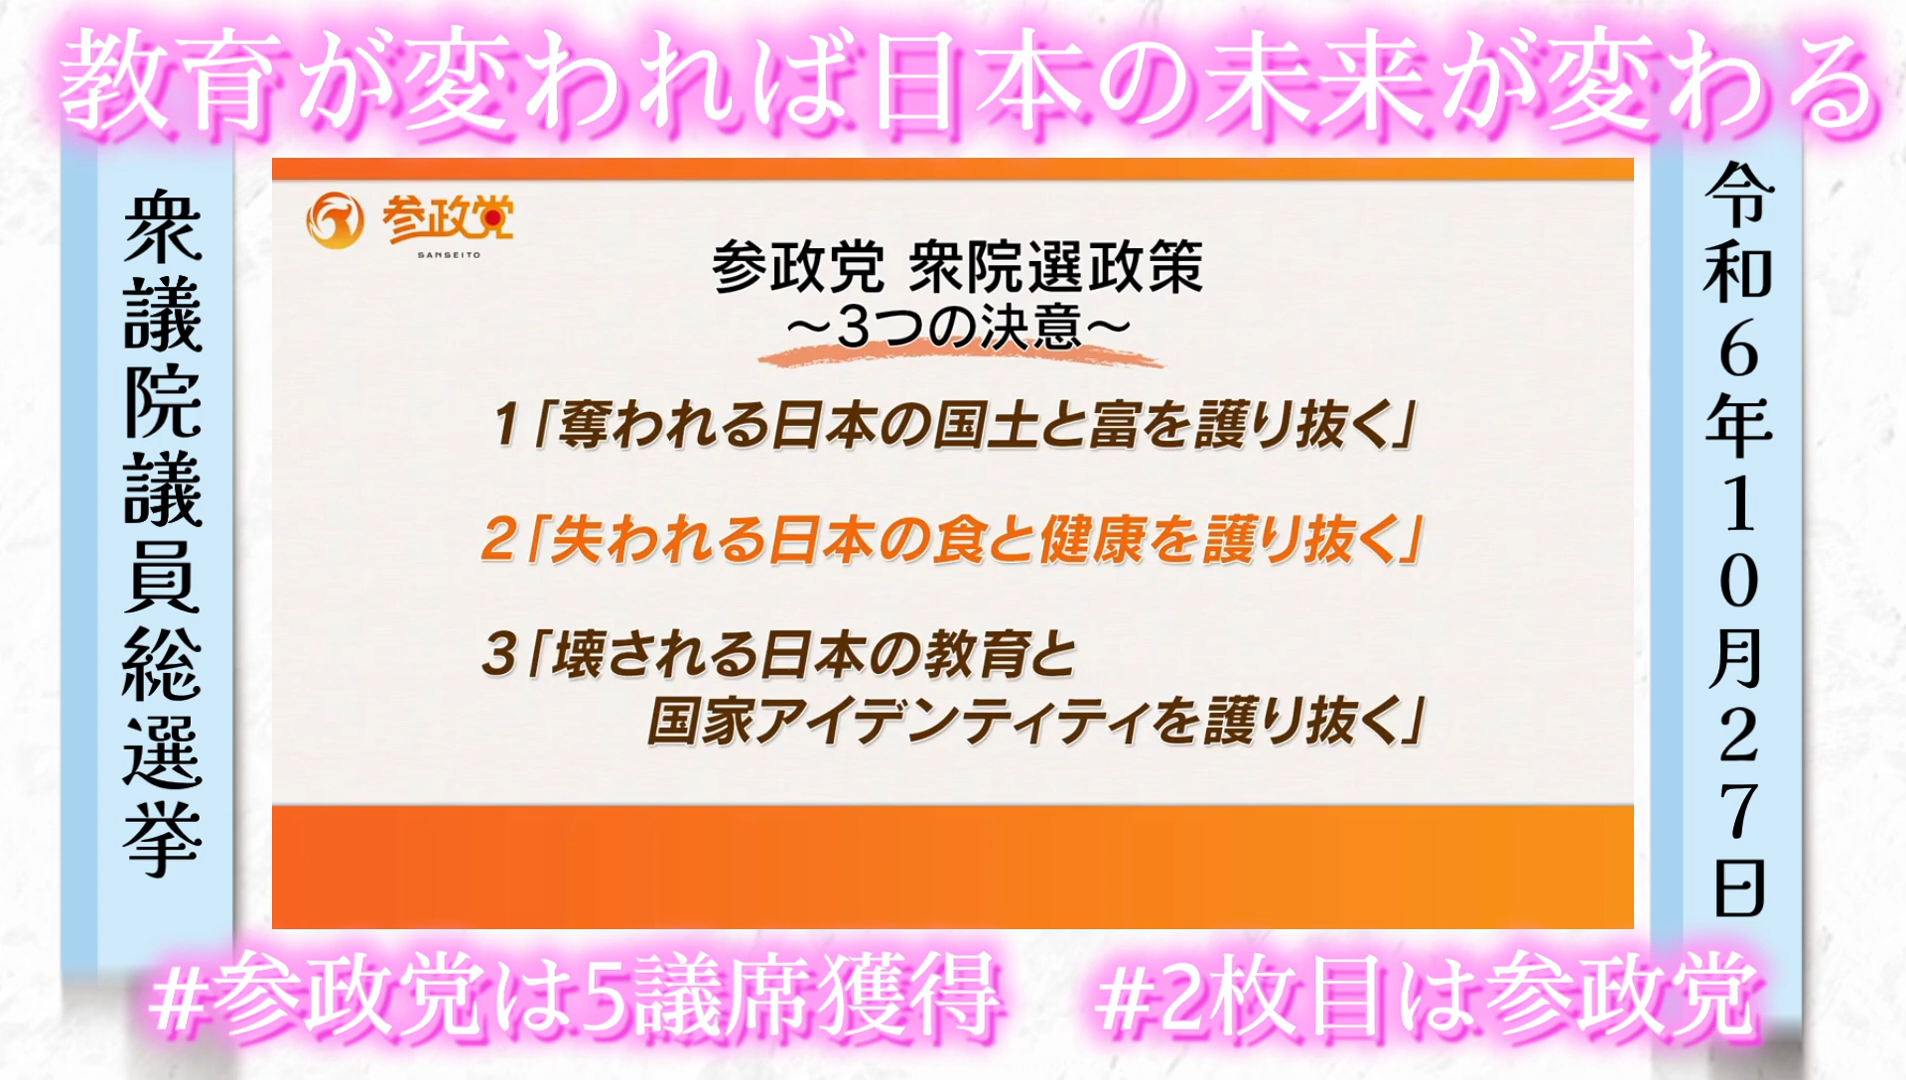 教育が変われば日本の未来が変わる
衆議院議員総選挙
参政党
SANSEITO
参政党 衆院選政策
～3つの決意～
1「奪われる日本の国土と富を護り抜く」
2「失われる日本の食と健康を護り抜く」
3「壊される日本の教育と
国家アイデンティティを護り抜く」
令和6年10月27日
#参政党は5議席獲得　#2枚目は参政党